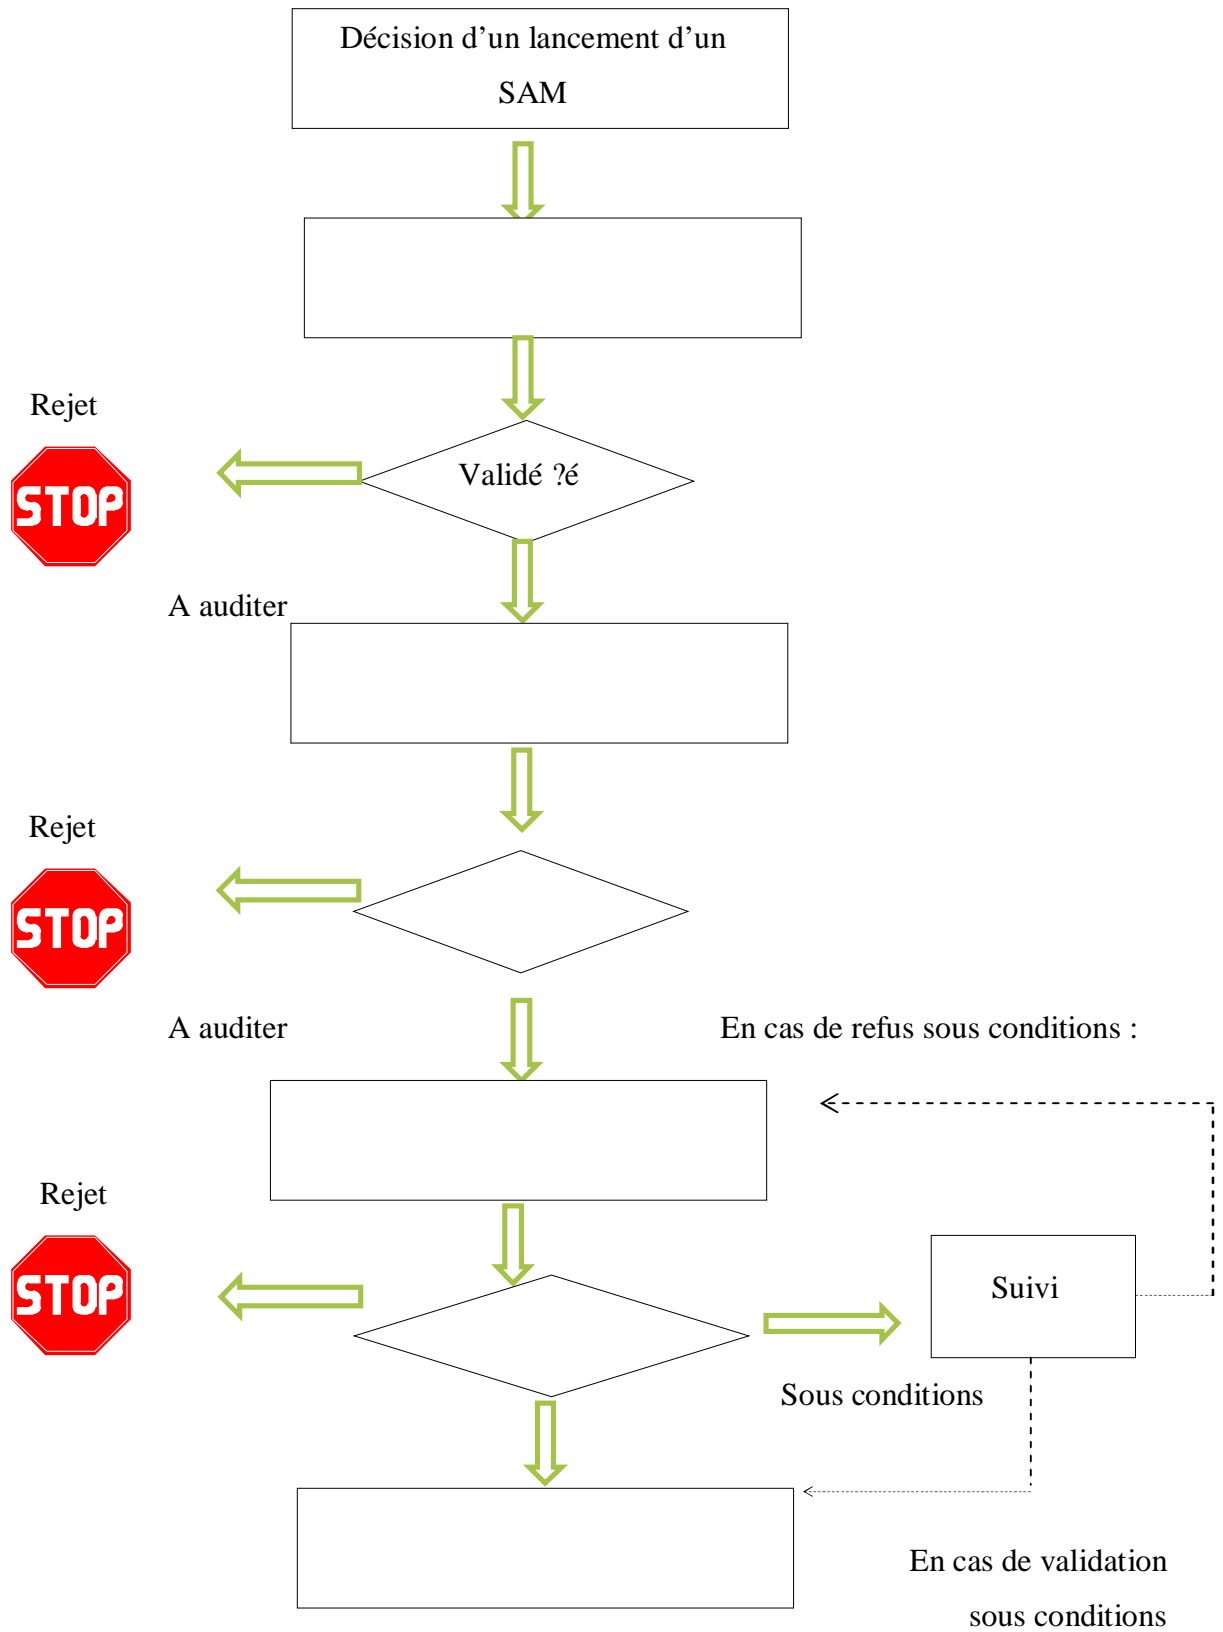 Décision d’un lancement d’un
SAM
Rejet
STOP
Validé ?é
A auditer
Rejet
STOP
A auditer
En cas de refus sous conditions :
Rejet
STOP
Suivi
Sous conditions
En cas de validation
sous conditions